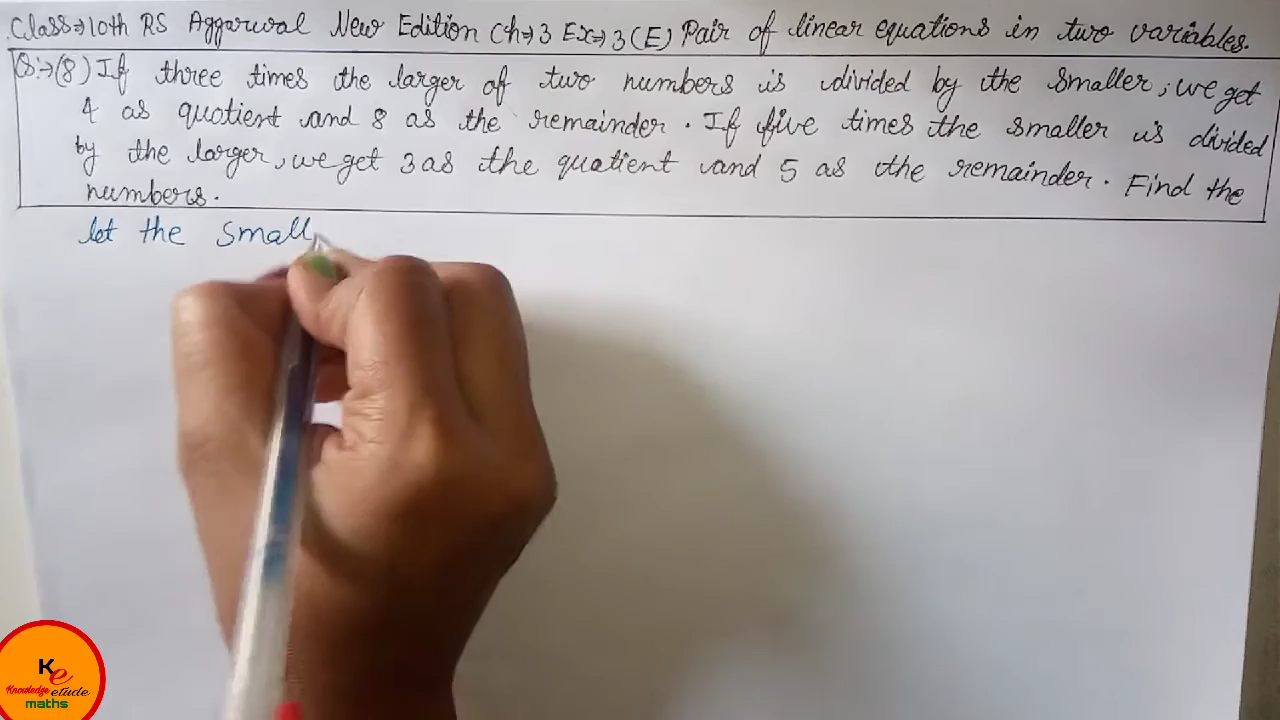 Class⇒10th RS Aggarwal New Edition Ch⇒3 Ex⇒3(E) Pair of linear equations in two variables.
Q:⇒(8) If three times the larger of two numbers is divided by the smaller, we get
4 as quotient and 8 as the remainder. If five times the smaller is divided
by the larger, we get 3 as the quatient and 5 as the remainder. Find the
numbers.
let the small
Ke
Knowledge etude
maths